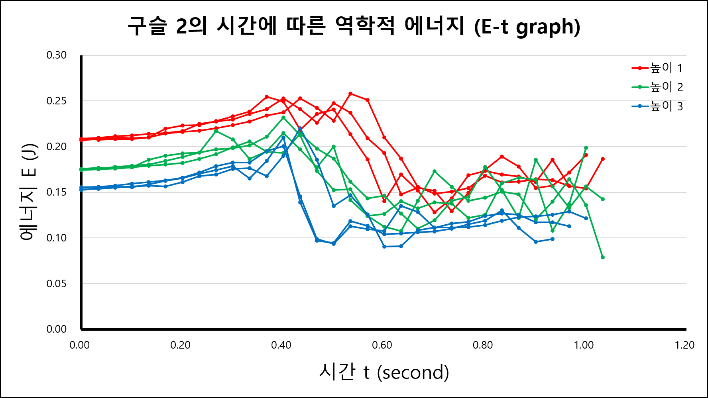 구슬 2의 시간에 따른 역학적 에너지 (E-t graph)
0.30
높이 1
높이 2
높이 3
0.25
0.20
0.15
0.10
0.05
0.00
에너지 E (J)
0.00 0.20 0.40 0.60 0.80 1.00 1.20
시간 t (second)